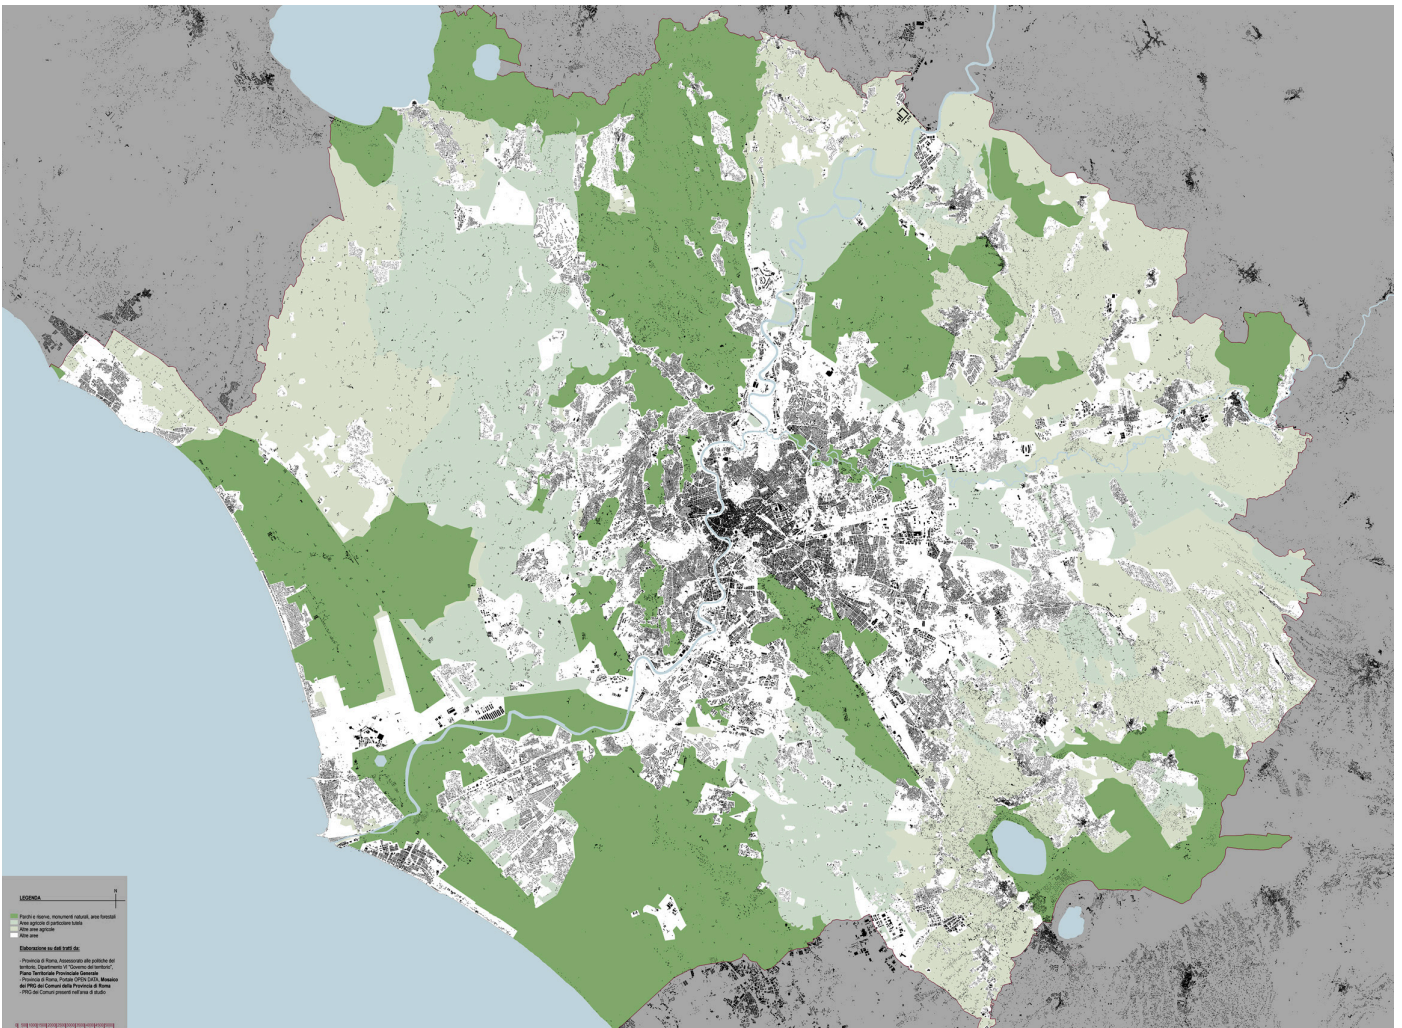 N
LEGENDA
Parchi e riserve, monumenti naturali, aree forestali
Aree agricole di particolare tutela
Altre aree agricole
Altre aree
Elaborazione su dati tratti da:
- Provincia di Roma, Assessorato alle politiche del
territorio, Dipartimento VI "Governo del territorio",
Piano Territoriale Provinciale Generale
- Provincia di Roma, Portale OPEN DATA, Mosaico
dei PRG dei Comuni della Provincia di Roma
- PRG dei Comuni presenti nell'area di studio.